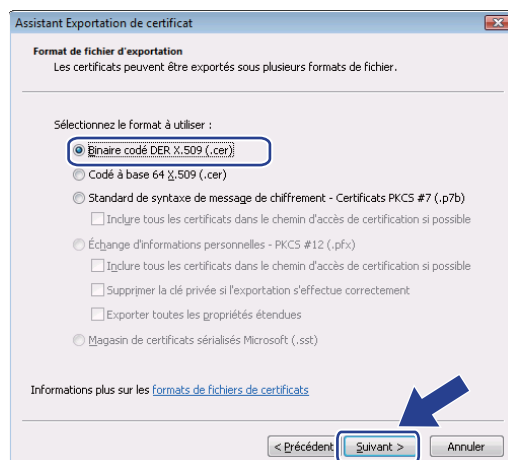 Assistant Exportation de certificat
Format de fichier d'exportation
Les certificats peuvent être exportés sous plusieurs formats de fichier.
Sélectionnez le format à utiliser :
Binaire codé DER X.509 (.cer)
Codé à base 64 X.509 (.cer)
Standard de syntaxe de message de chiffrement - Certificats PKCS #7 (.p7b)
Inclure tous les certificats dans le chemin d'accès de certification si possible
Échange d'informations personnelles - PKCS #12 (.pfx)
Inclure tous les certificats dans le chemin d'accès de certification si possible
Supprimer la clé privée si l'exportation s'effectue correctement
Exporter toutes les propriétés étendues
Magasin de certificats sérialisés Microsoft (.sst)
Informations plus sur les formats de fichiers de certificats
< Précédent Suivant > Annuler